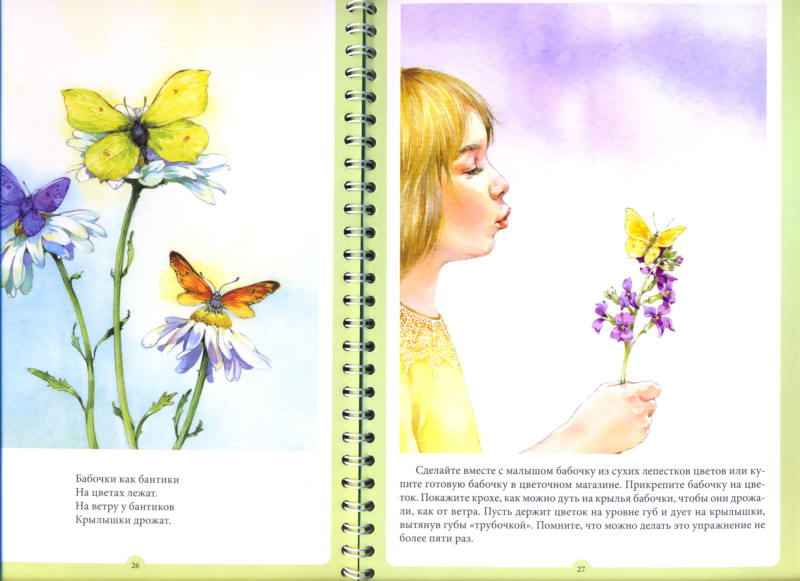 Бабочки как бантики
На цветах лежат.
На ветру у бантиков
Крылышки дрожат.
26
Сделайте вместе с малышом бабочку из сухих лепестков цветов или ку-
пите готовую бабочку в цветочном магазине. Прикрепите бабочку на цве-
ток. Покажите крохе, как можно дуть на крылья бабочки, чтобы они дрожа-
ли, как от ветра. Пусть держит цветок на уровне губ и дует на крылышки,
вытянув губы «трубочкой». Помните, что можно делать это упражнение не
более пяти раз.
27